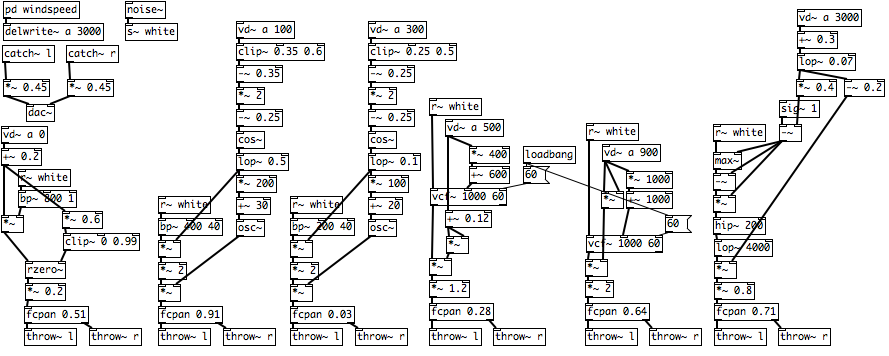 pd windspeed
delwrite~ a 3000
catch~ l
catch~ r
*~ 0.45
*~ 0.45
dac~
vd~ a 0
+~ 0.2
r~ white
bp~ 800 1
*~
*~ 0.6
clip~ 0 0.99
rzero~
*~ 0.2
fcpan 0.51
throw~ l
throw~ r
noise~
s~ white
vd~ a 100
clip~ 0.35 0.6
-~ 0.35
*~ 2
-~ 0.25
cos~
lop~ 0.5
*~ 200
+~ 30
osc~
r~ white
bp~ 400 40
*~
*~ 2
*~
fcpan 0.91
throw~ l
throw~ r
vd~ a 300
clip~ 0.25 0.5
-~ 0.25
*~ 2
-~ 0.25
cos~
lop~ 0.1
*~ 100
+~ 20
osc~
r~ white
bp~ 200 40
*~
*~ 2
*~
fcpan 0.03
throw~ l
throw~ r
r~ white
vd~ a 500
*~ 400
+~ 600
loadbang
60
vcf~ 1000 60
+~ 0.12
*~
*~
*~ 1.2
fcpan 0.28
throw~ l
throw~ r
r~ white
vd~ a 900
*~ 1000
*~
+~ 1000
60
vcf~ 1000 60
*~
*~ 2
fcpan 0.64
throw~ l
throw~ r
vd~ a 3000
+~ 0.3
lop~ 0.07
*~ 0.4
-~ 0.2
sig~ 1
-~
r~ white
max~
-~
*~
hip~ 200
lop~ 4000
*~
*~ 0.8
fcpan 0.71
throw~ l
throw~ r